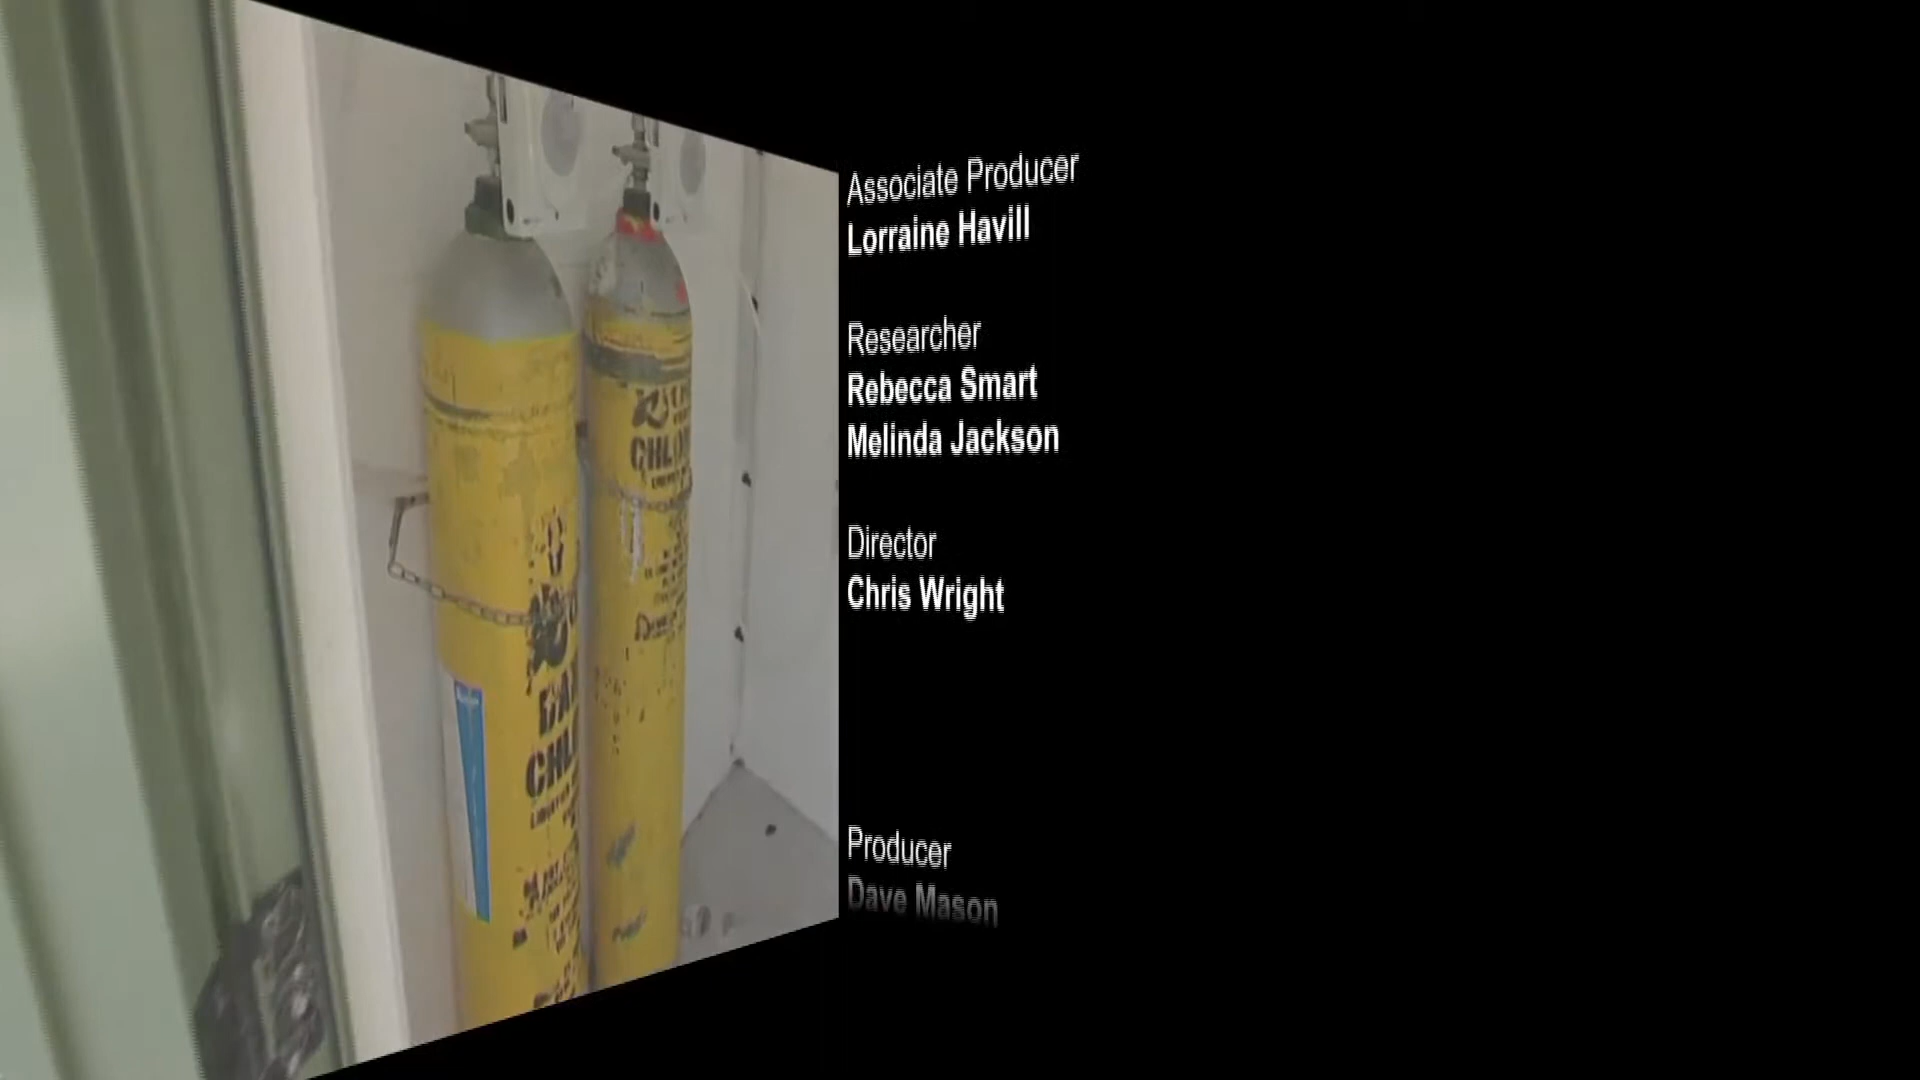 Associate Producer
Lorraine Havill
Researcher
Rebecca Smart
Melinda Jackson
Director
Chris Wright
Producer
Dave Mason